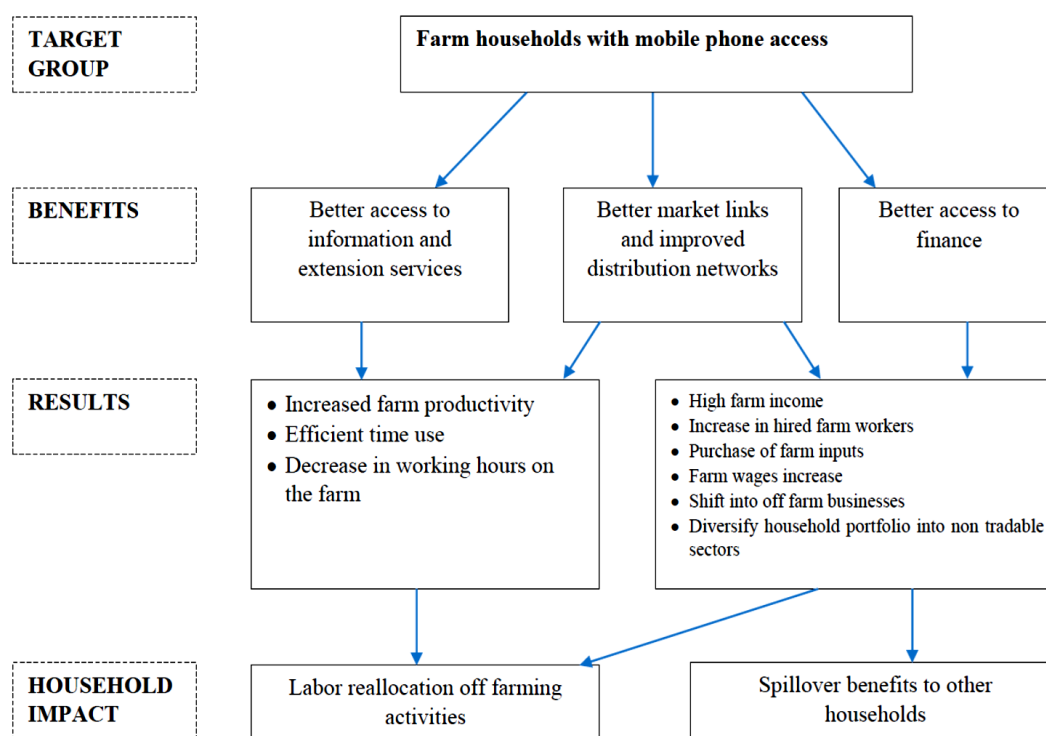 TARGET
GROUP
Farm households with mobile phone access
BENEFITS
Better access to
information and
extension services
Better market links
and improved
distribution networks
Better access to
finance
RESULTS
• Increased farm productivity
• Efficient time use
• Decrease in working hours on
the farm
• High farm income
• Increase in hired farm workers
• Purchase of farm inputs
• Farm wages increase
• Shift into off farm businesses
• Diversify household portfolio into non tradable
sectors
HOUSEHOLD
IMPACT
Labor reallocation off farming
activities
Spillover benefits to other
households